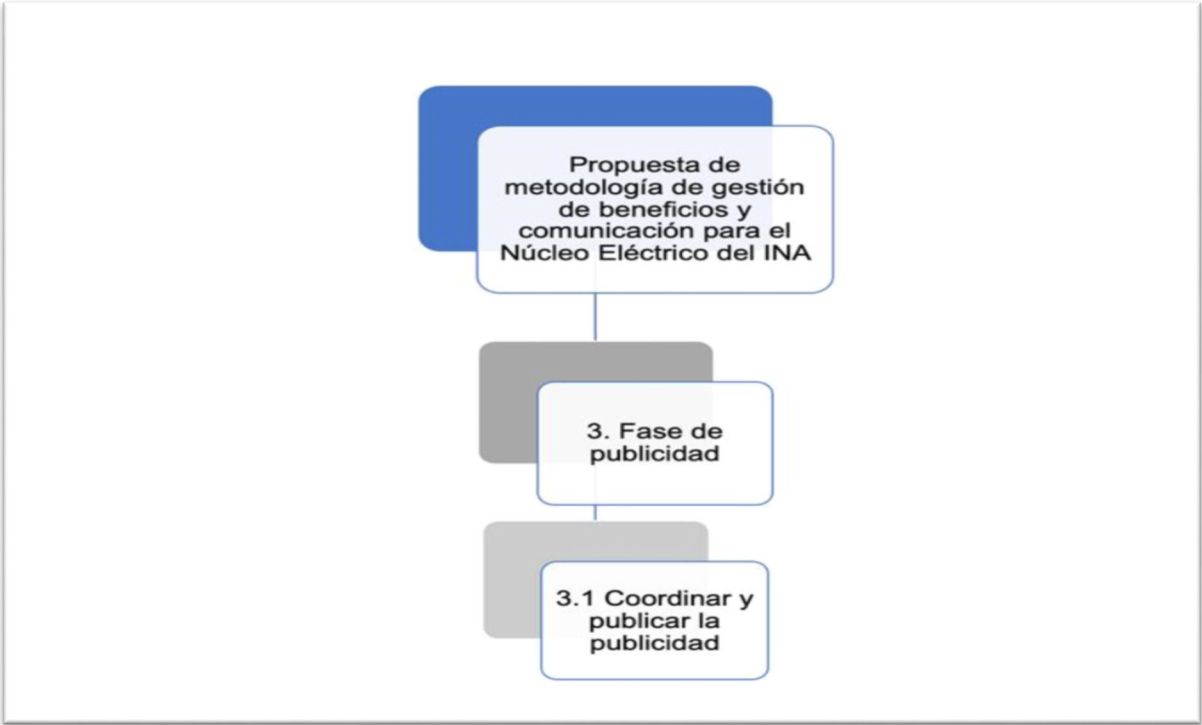 Propuesta de
metodología de gestión
de beneficios y
comunicación para el
Núcleo Eléctrico del INA
3. Fase de
publicidad
3.1 Coordinar y
publicar la
publicidad